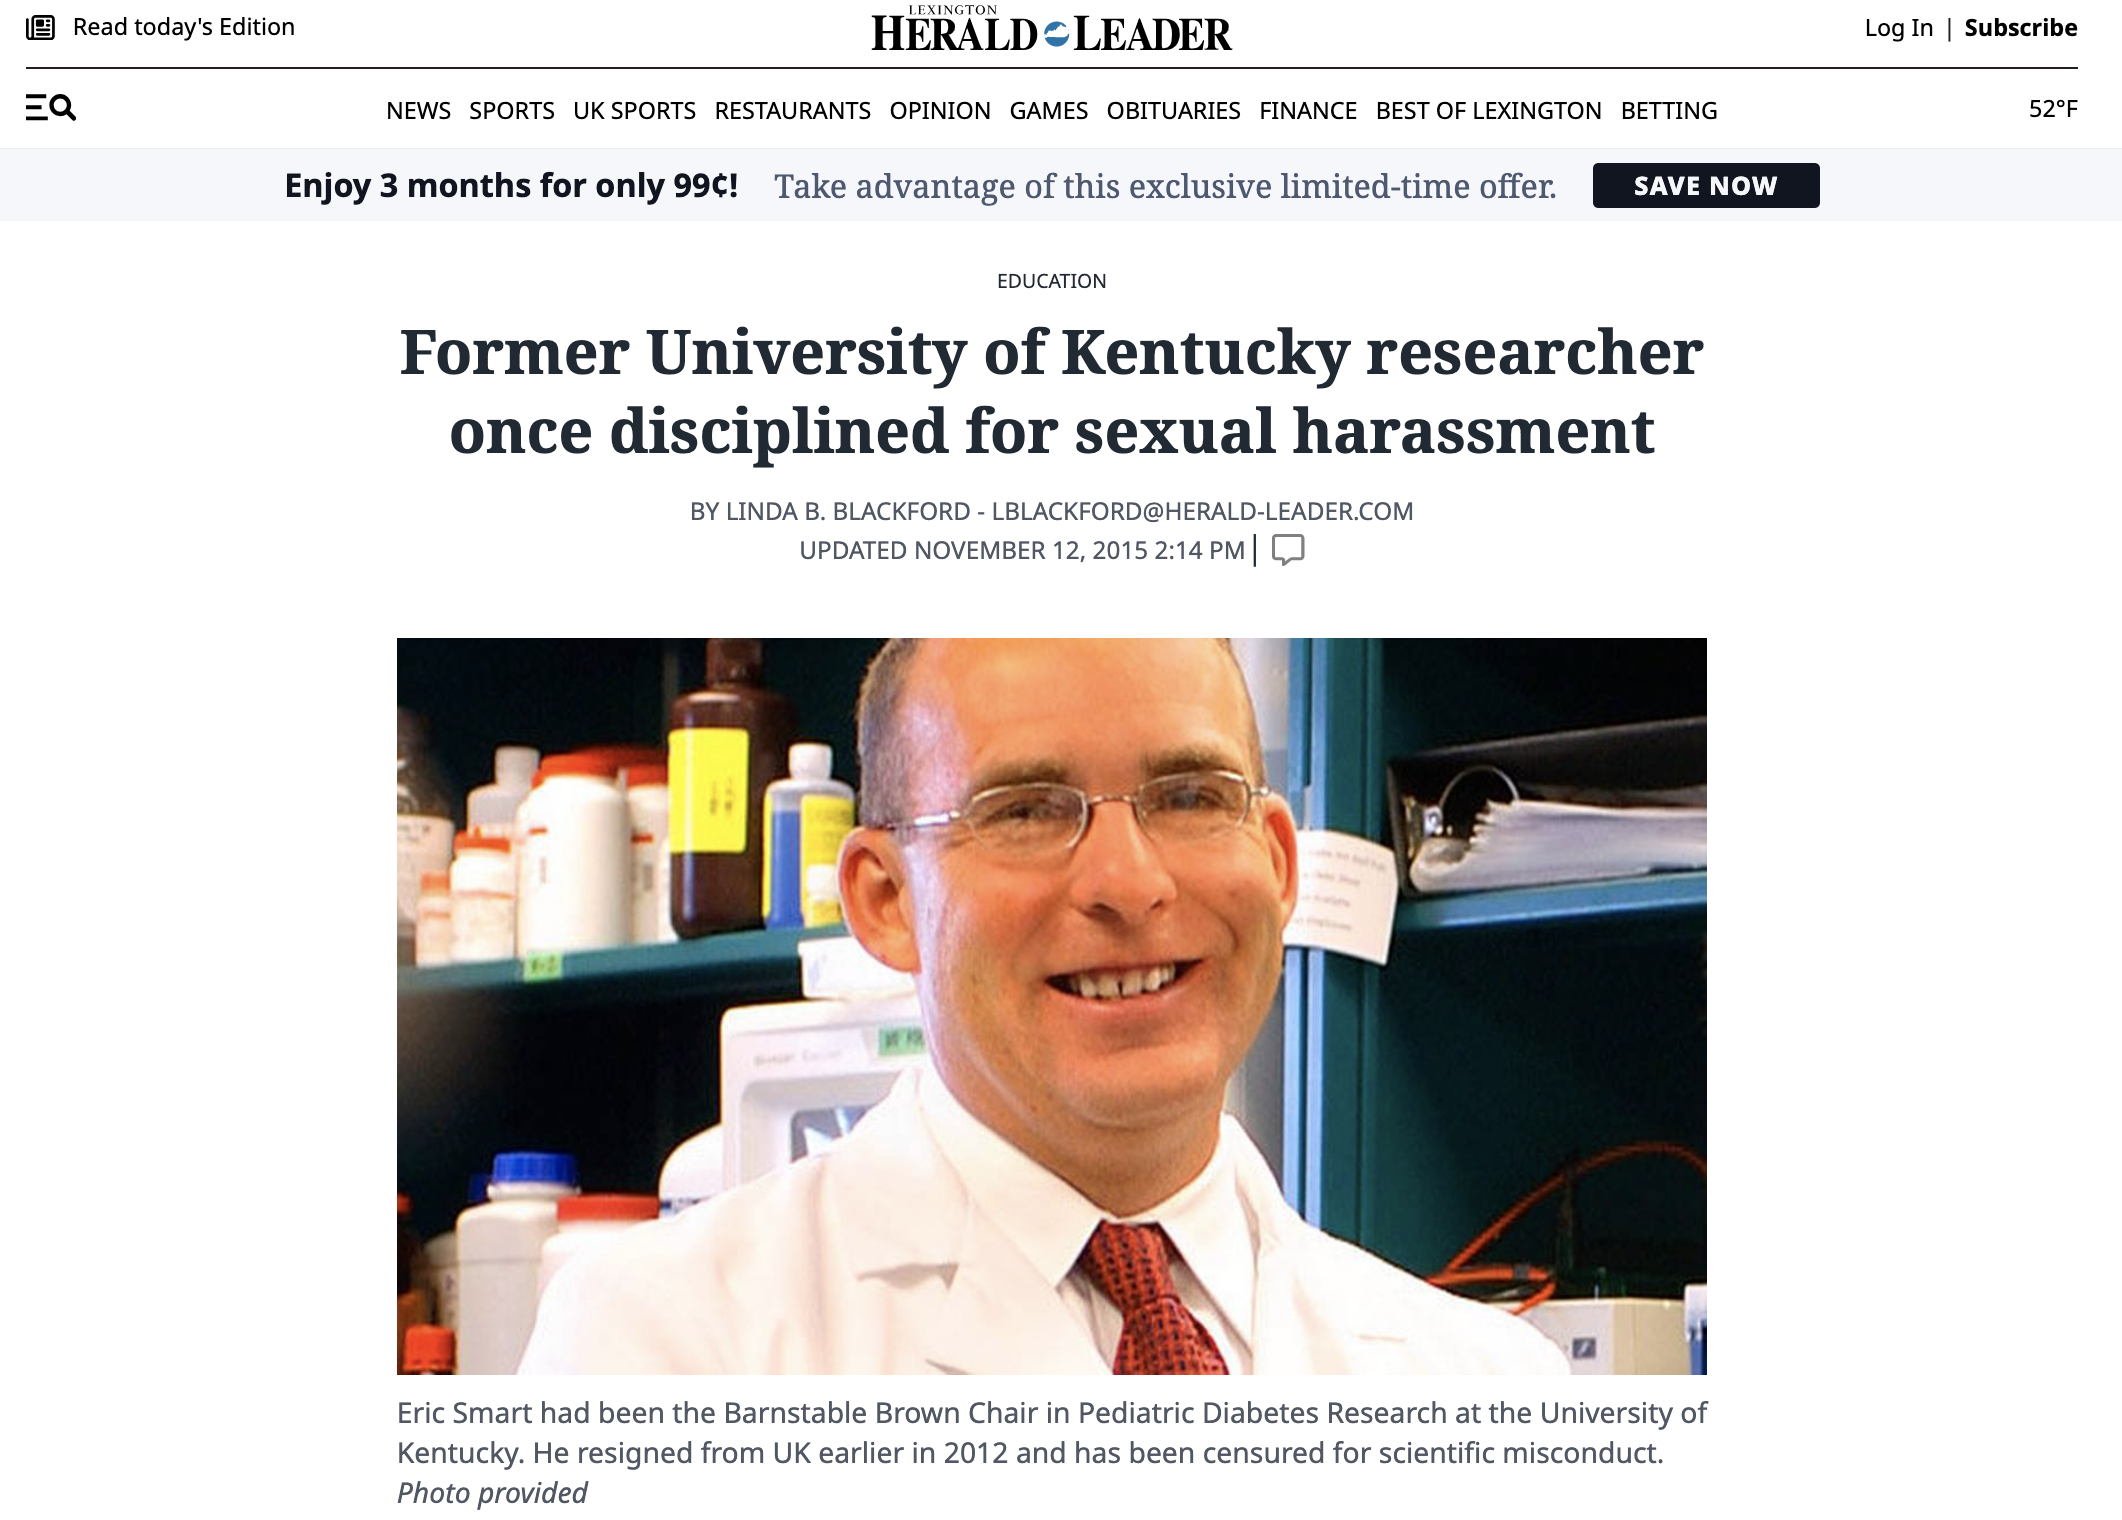 Read today's Edition
LEXINGTON
HERALD LEADER
Log In | Subscribe
NEWS SPORTS UK SPORTS RESTAURANTS OPINION GAMES OBITUARIES FINANCE BEST OF LEXINGTON BETTING
52°F
Enjoy 3 months for only 99¢! Take advantage of this exclusive limited-time offer. SAVE NOW
EDUCATION
Former University of Kentucky researcher
once disciplined for sexual harassment
BY LINDA B. BLACKFORD - LBLACKFORD@HERALD-LEADER.COM
UPDATED NOVEMBER 12, 2015 2:14 PM
Eric Smart had been the Barnstable Brown Chair in Pediatric Diabetes Research at the University of
Kentucky. He resigned from UK earlier in 2012 and has been censured for scientific misconduct.
Photo provided